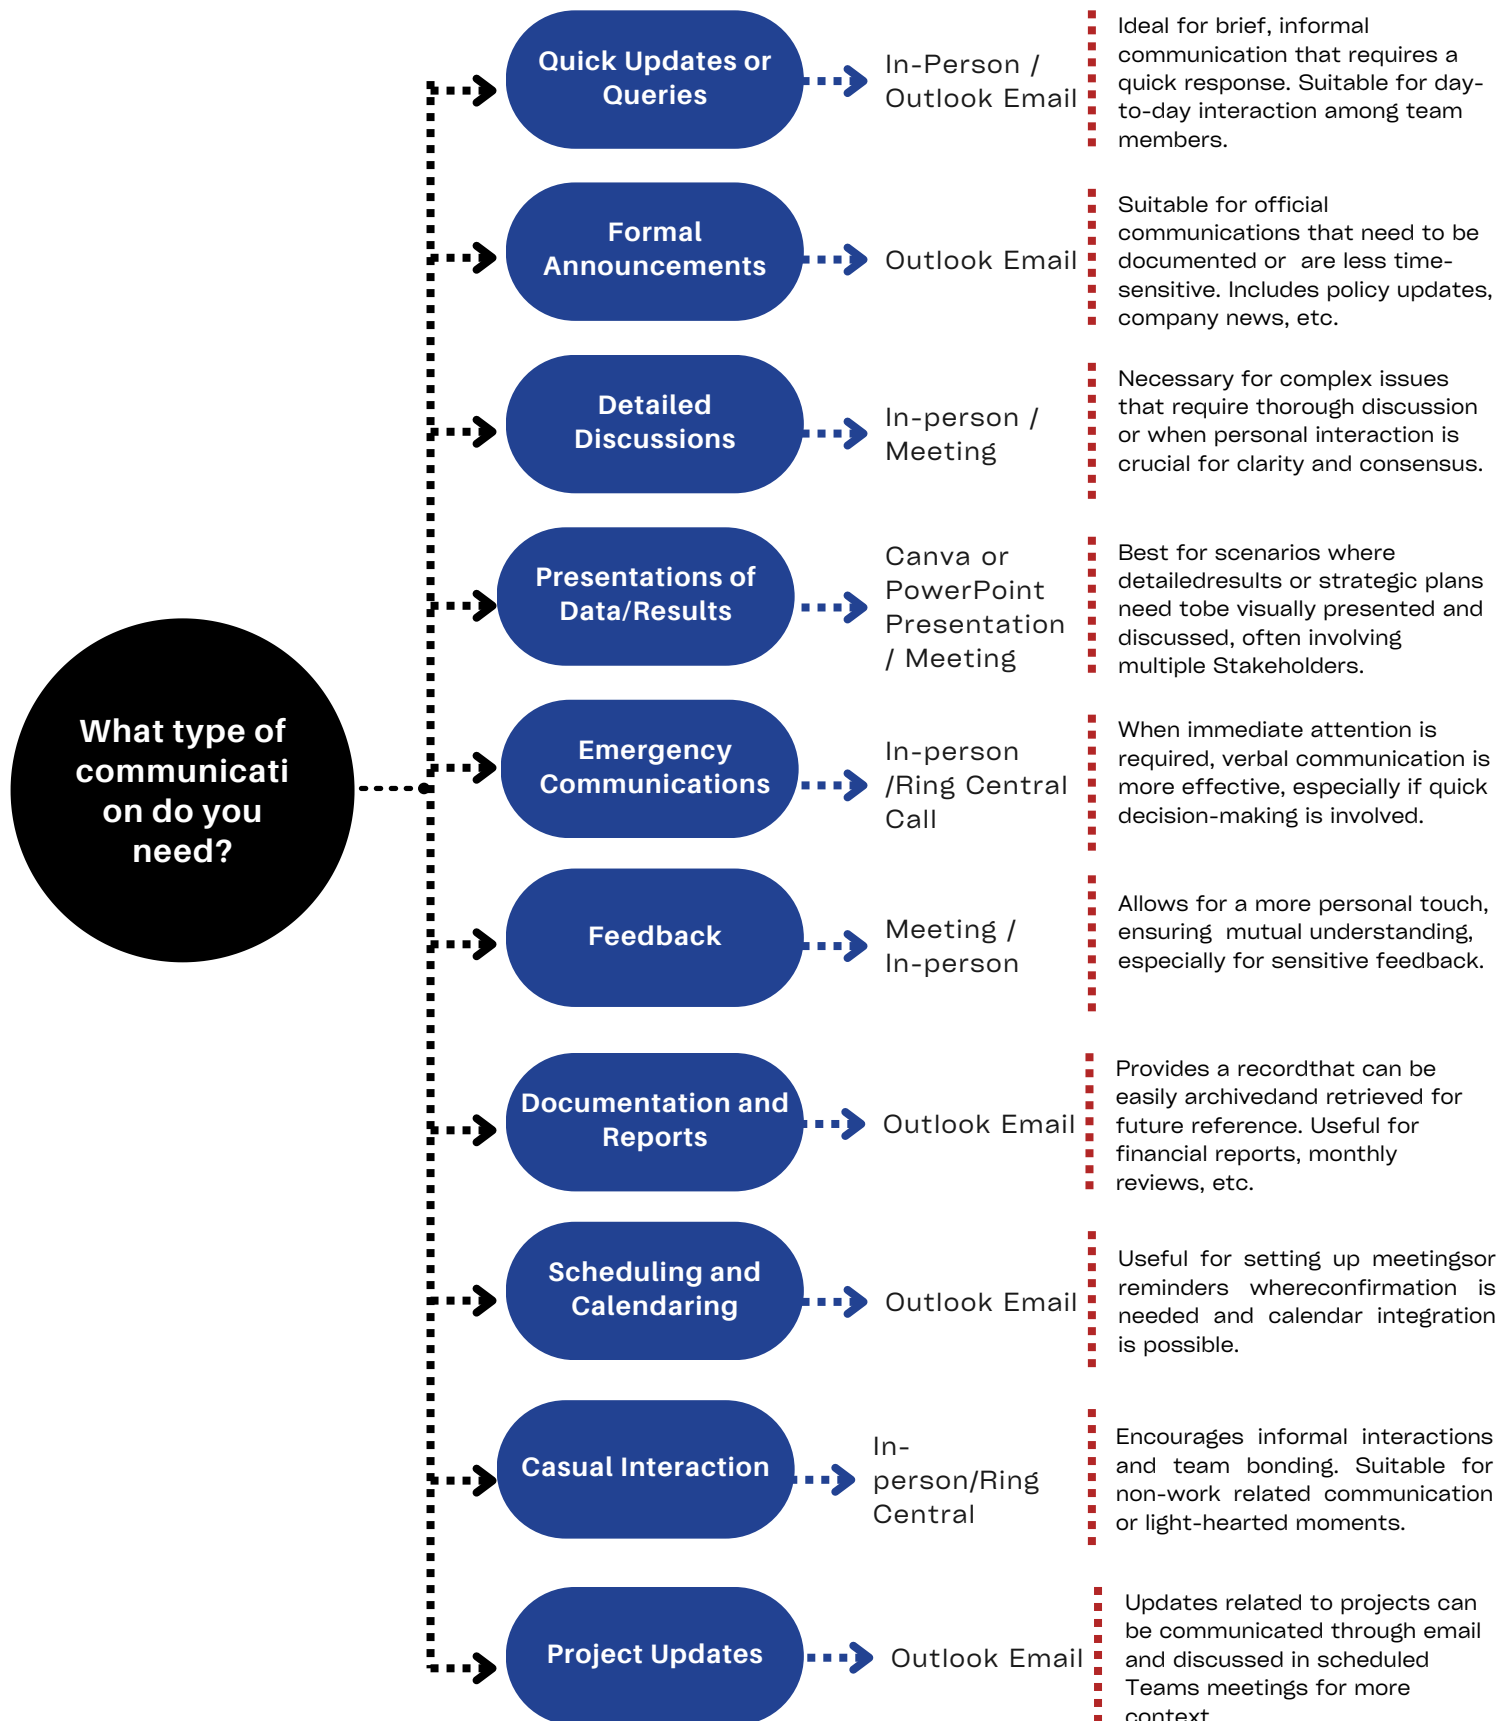 What type of
communicati
on do you
need?
Quick Updates or
Queries
In-Person /
Outlook Email
Ideal for brief, informal
communication that requires a
quick response. Suitable for day-
to-day interaction among team
members.
Formal
Announcements
Outlook Email
Suitable for official
communications that need to be
documented or are less time-
sensitive. Includes policy updates,
company news, etc.
Detailed
Discussions
In-person /
Meeting
Necessary for complex issues
that require thorough discussion
or when personal interaction is
crucial for clarity and consensus.
Presentations of
Data/Results
Canva or
PowerPoint
Presentation
/ Meeting
Best for scenarios where
detailedresults or strategic plans
need tobe visually presented and
discussed, often involving
multiple Stakeholders.
Emergency
Communications
In-person
/Ring Central
Call
When immediate attention is
required, verbal communication is
more effective, especially if quick
decision-making is involved.
Feedback
Meeting /
In-person
Allows for a more personal touch,
ensuring mutual understanding,
especially for sensitive feedback.
Documentation and
Reports
Outlook Email
Provides a recordthat can be
easily archivedand retrieved for
future reference. Useful for
financial reports, monthly
reviews, etc.
Scheduling and
Calendaring
Outlook Email
Useful for setting up meetingsor
reminders whereconfirmation is
needed and calendar integration
is possible.
Casual Interaction
In-
person/Ring
Central
Encourages informal interactions
and team bonding. Suitable for
non-work related communication
or light-hearted moments.
Project Updates
Outlook Email
Updates related to projects can
be communicated through email
and discussed in scheduled
Teams meetings for more
context